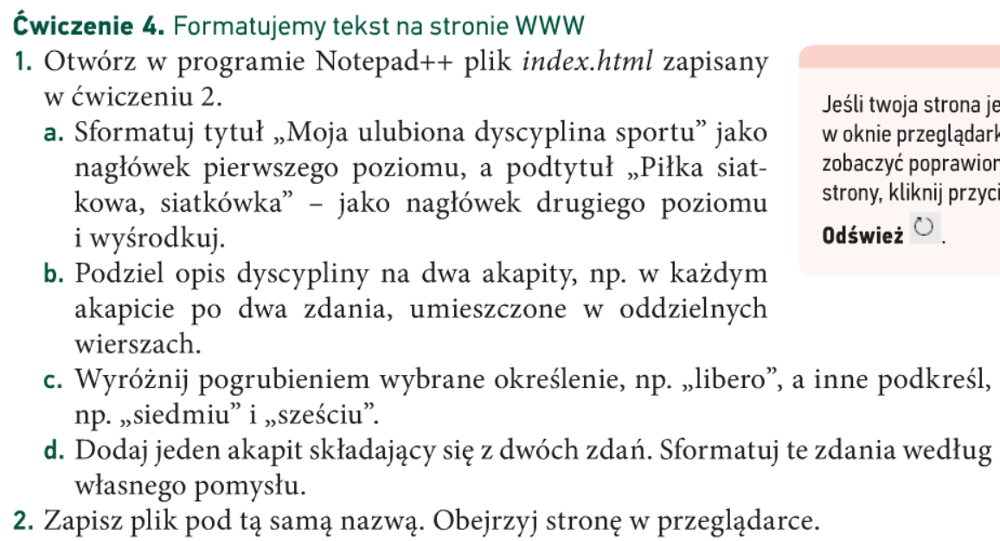 Ćwiczenie 4. Formatujemy tekst na stronie WWW
1. Otwórz w programie Notepad++ plik index.html zapisany
w ćwiczeniu 2.
a. Sformatuj tytuł „Moja ulubiona dyscyplina sportu” jako
nagłówek pierwszego poziomu, a podtytuł „Piłka siat-
kowa, siatkówka” – jako nagłówek drugiego poziomu
i wyśrodkuj.
b. Podziel opis dyscypliny na dwa akapity, np. w każdym
akapicie po dwa zdania, umieszczone w oddzielnych
wierszach.
c. Wyróżnij pogrubieniem wybrane określenie, np. „libero”, a inne podkreśl,
np. „siedmiu” i „sześciu”.
d. Dodaj jeden akapit składający się z dwóch zdań. Sformatuj te zdania według
własnego pomysłu.
2. Zapisz plik pod tą samą nazwą. Obejrzyj stronę w przeglądarce.
Jeśli twoja strona je
w oknie przeglądark
zobaczyć poprawion
strony, kliknij przyci
Odśwież .